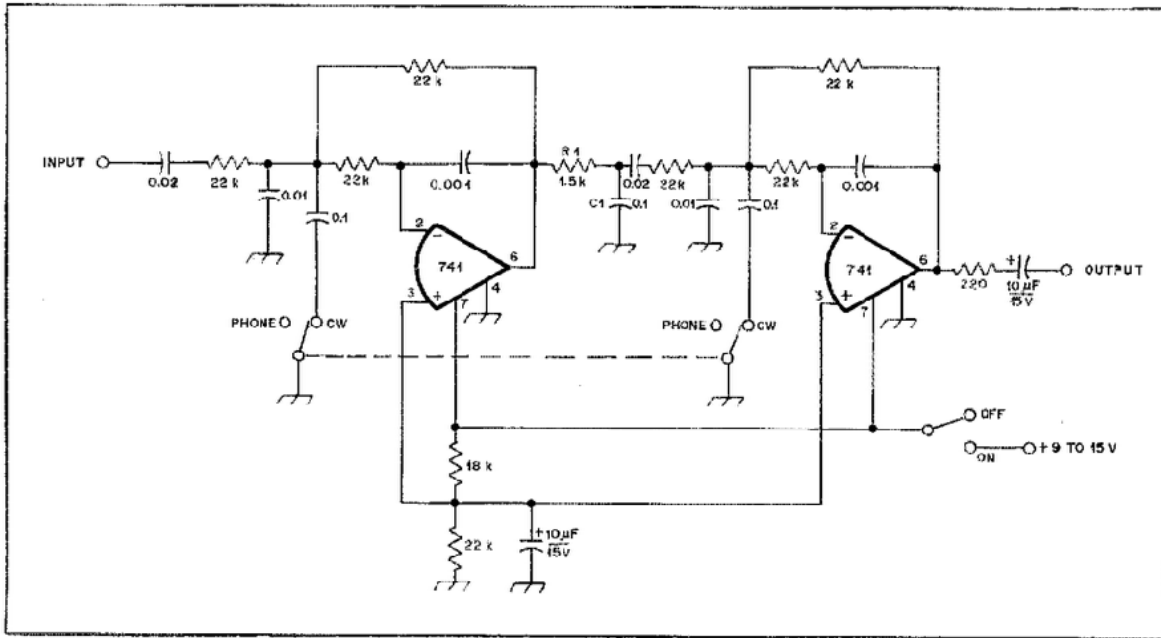 22 k
22 k
INPUT
0.02
22 k
0.01
22k
0.001
R 1
1.5k
0.02
22k
C1
0.1
0.01
0.1
22k
0.001
0.1
2
−
741
6
4
3
+
7
2
−
741
6
4
3
+
7
220
+
10 µF
15 V
OUTPUT
PHONE
CW
PHONE
CW
OFF
ON
+ 9 TO 15 V
18 k
22 k
+
10 µF
15V